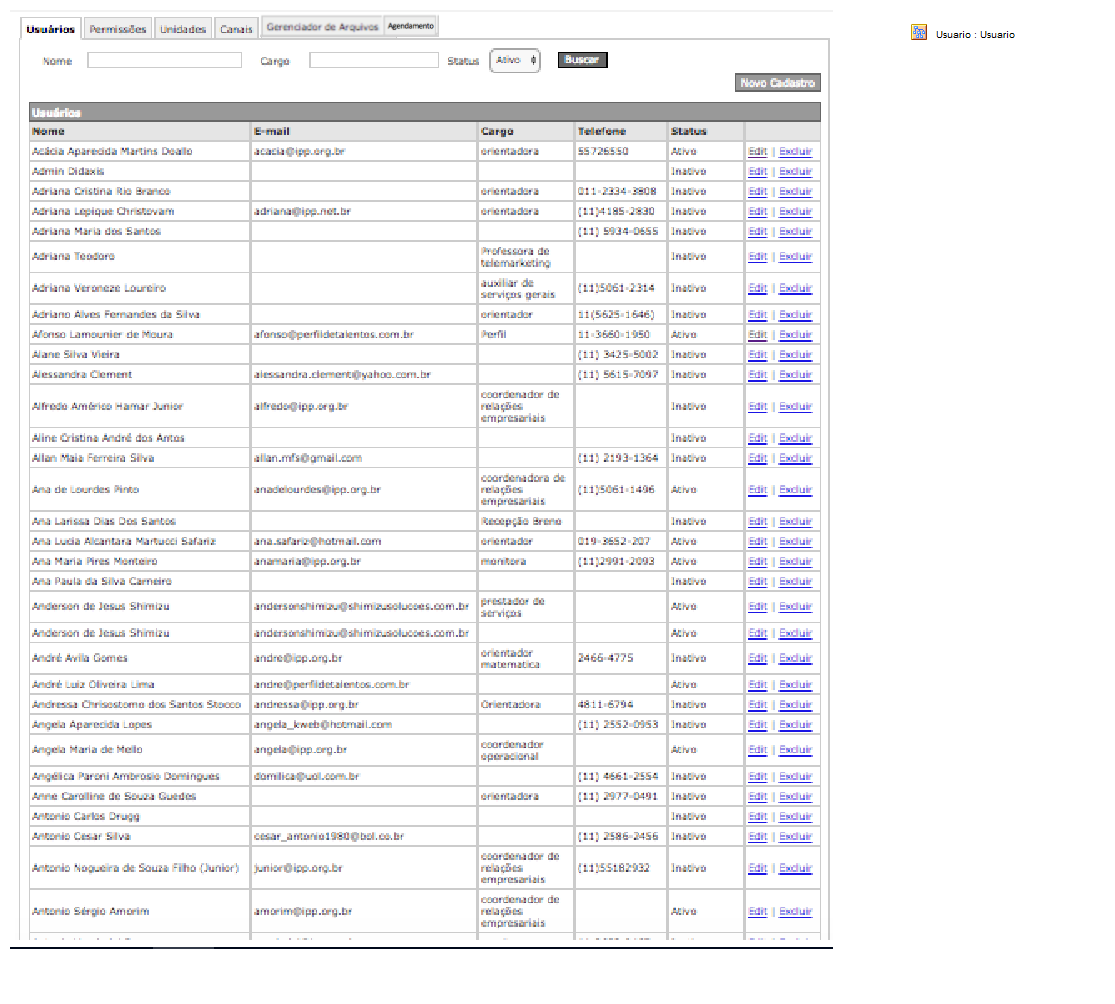 Usuários Permissões Unidades Canais Gerenciador de Arquivos Agendamento
Usuario : Usuario
Nome Cargo Status Ativo Buscar
Novo Cadastro
Usuários
Nome E-mail Cargo Telefone Status
Acácia Aparecida Martins Doallo acacia@ipp.org.br orientadora 55726550 Ativo Edit | Excluir
Admin Didaxis Inativo Edit | Excluir
Adriana Cristina Rio Branco orientadora 011-2334-3808 Inativo Edit | Excluir
Adriana Lepique Christovam adriana@ipp.net.br orientadora (11)4185-2830 Inativo Edit | Excluir
Adriana Maria dos Santos (11) 5934-0655 Inativo Edit | Excluir
Adriana Teodoro Professora de telemarketing Inativo Edit | Excluir
Adriana Veroneze Loureiro auxiliar de serviços gerais (11)5061-2314 Inativo Edit | Excluir
Adriano Alves Fernandes da Silva orientador 11(5625-1646) Inativo Edit | Excluir
Afonso Lamounier de Moura afonso@perfildetalentos.com.br Perfil 11-3660-1950 Ativo Edit | Excluir
Alane Silva Vieira (11) 3425-5002 Inativo Edit | Excluir
Alessandra Clement alessandra.clement@yahoo.com.br (11) 5615-7097 Inativo Edit | Excluir
Alfredo Américo Hamar Junior alfredo@ipp.org.br coordenador de relações empresariais Inativo Edit | Excluir
Aline Cristina André dos Antos Inativo Edit | Excluir
Allan Maia Ferreira Silva allan.mfs@gmail.com (11) 2193-1364 Inativo Edit | Excluir
Ana de Lourdes Pinto anadelourdes@ipp.org.br coordenadora de relações empresariais (11)5061-1496 Ativo Edit | Excluir
Ana Larissa Dias Dos Santos Recepção Breno Inativo Edit | Excluir
Ana Lucia Alcantara Martucci Safariz ana.safariz@hotmail.com orientador 019-3652-207 Ativo Edit | Excluir
Ana Maria Pires Monteiro anamaria@ipp.org.br monitora (11)2991-2093 Ativo Edit | Excluir
Ana Paula da Silva Carneiro Inativo Edit | Excluir
Anderson de Jesus Shimizu andersonshimizu@shimizusolucoes.com.br prestador de serviços Ativo Edit | Excluir
Anderson de Jesus Shimizu andersonshimizu@shimizusolucoes.com.br Ativo Edit | Excluir
André Avila Gomes andre@ipp.org.br orientador matematica 2466-4775 Inativo Edit | Excluir
André Luiz Oliveira Lima andre@perfildetalentos.com.br Ativo Edit | Excluir
Andressa Chrisostomo dos Santos Stocco andressa@ipp.org.br Orientadora 4811-6794 Inativo Edit | Excluir
Angela Aparecida Lopes angela_kweb@hotmail.com (11) 2552-0953 Inativo Edit | Excluir
Angela Maria de Mello angela@ipp.org.br coordenador operacional Ativo Edit | Excluir
Angélica Paroni Ambrosio Domingues domilica@uol.com.br (11) 4661-2554 Inativo Edit | Excluir
Anne Carolline de Souza Guedes orientadora (11) 2977-0491 Inativo Edit | Excluir
Antonio Carlos Drugg Inativo Edit | Excluir
Antonio Cesar Silva cesar_antonio1980@bol.co.br (11) 2586-2456 Inativo Edit | Excluir
Antonio Nogueira de Souza Filho (Junior) junior@ipp.org.br coordenador de relações empresariais (11)55182932 Inativo Edit | Excluir
Antonio Sérgio Amorim amorim@ipp.org.br coordenador de relações empresariais Ativo Edit | Excluir